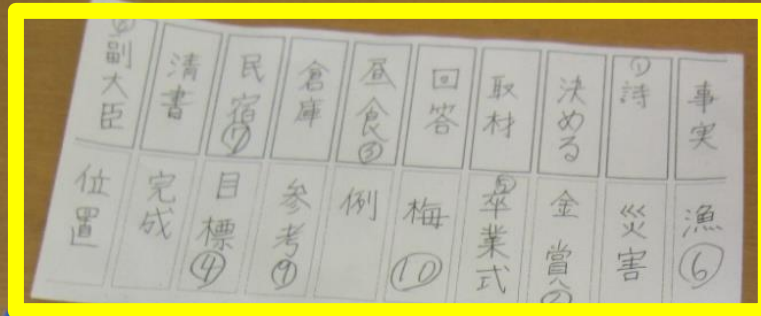 事実
①詩
決める
取材
回答
昼食③
倉庫
民宿⑦
清書
副大臣
漁⑥
災害
金賞
⑤卒業式
梅⑩
例
参考⑨
目標④
完成
位置